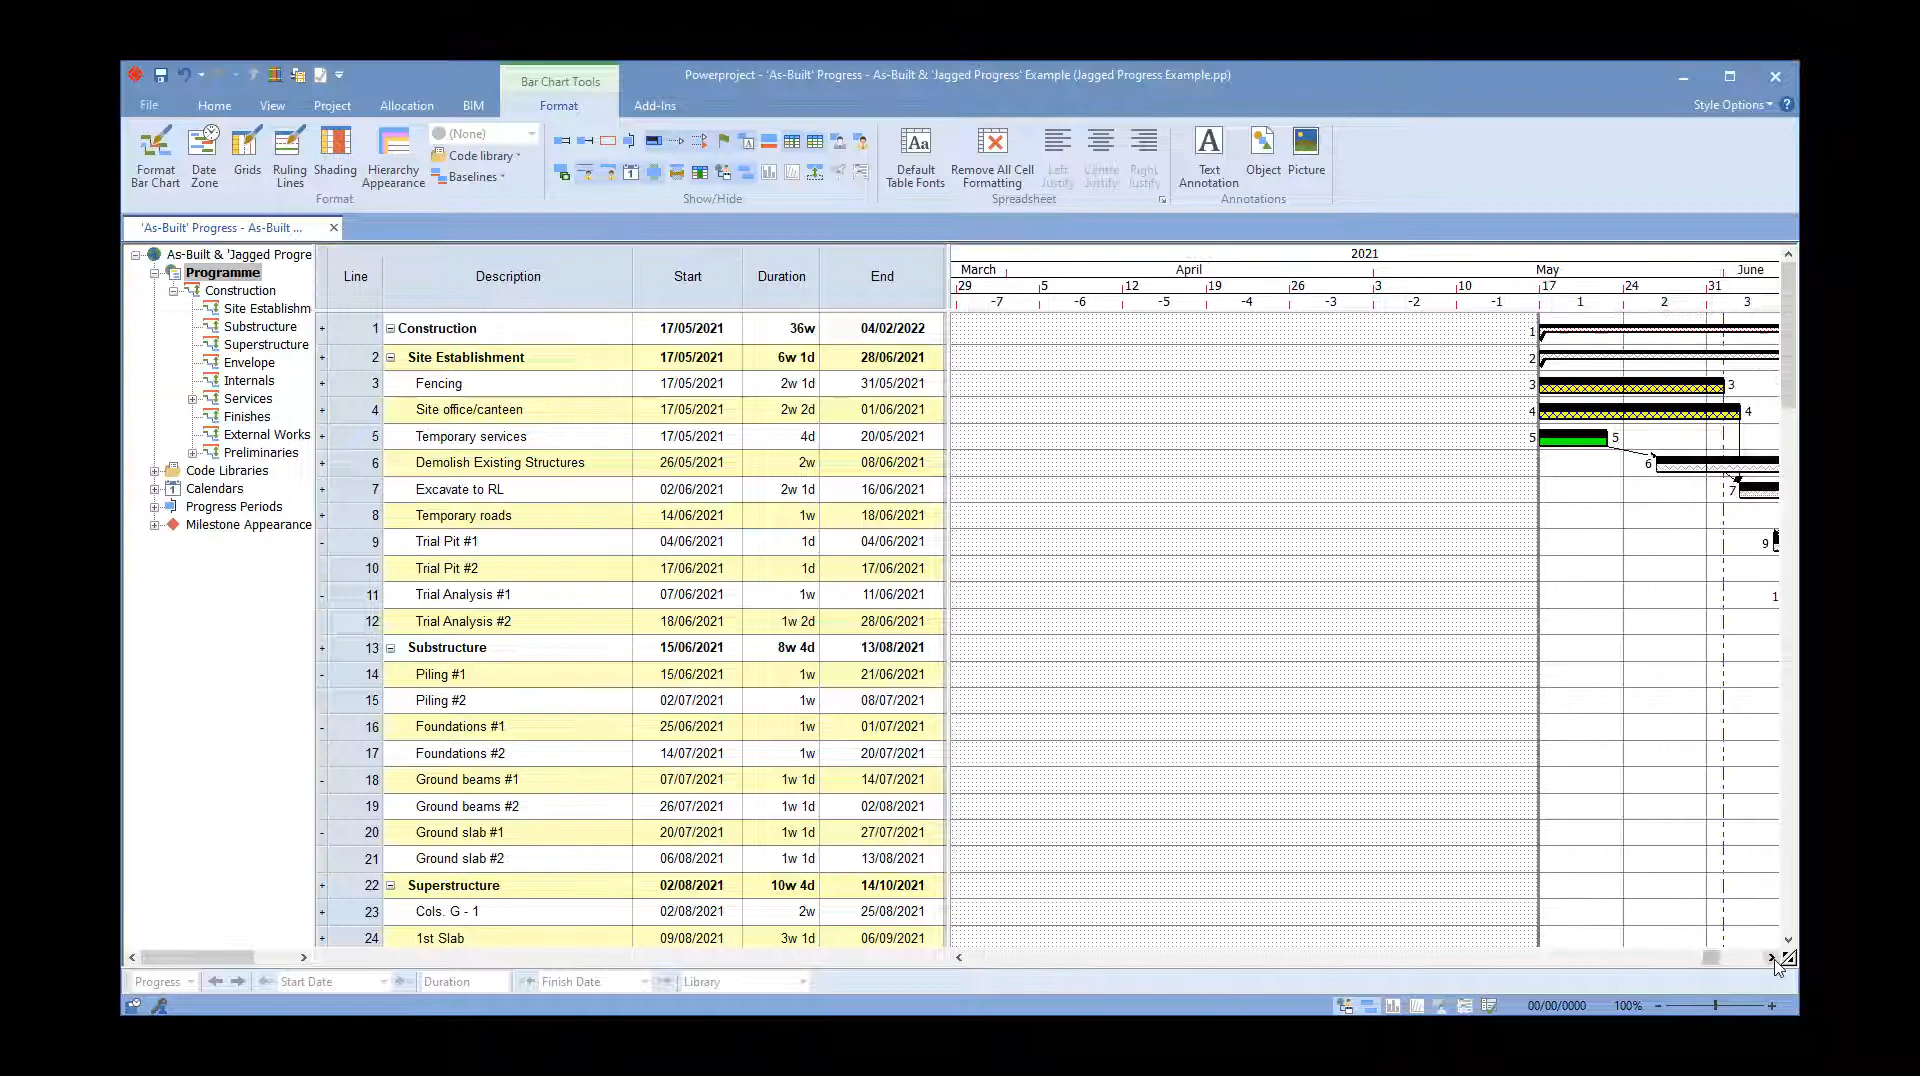 Bar Chart Tools
Powerproject - 'As-Built' Progress - As-Built & 'Jagged Progress' Example (Jagged Progress Example.pp)
File Home View Project Allocation BIM Format Add-Ins Style Options
(None)
Code library
Baselines
Format Bar Chart
Date Zone
Grids
Ruling Lines
Shading
Hierarchy Appearance
Default Table Fonts
Remove All Cell Formatting
Left Justify
Centre Justify
Right Justify
Text Annotation
Object
Picture
Format Show/Hide Spreadsheet Annotations
'As-Built' Progress - As-Built ...
As-Built & 'Jagged Progre
Programme
Construction
Site Establishm
Substructure
Superstructure
Envelope
Internals
Services
Finishes
External Works
Preliminaries
Code Libraries
Calendars
Progress Periods
Milestone Appearance
Line Description Start Duration End
1 Construction 17/05/2021 36w 04/02/2022
2 Site Establishment 17/05/2021 6w 1d 28/06/2021
3 Fencing 17/05/2021 2w 1d 31/05/2021
4 Site office/canteen 17/05/2021 2w 2d 01/06/2021
5 Temporary services 17/05/2021 4d 20/05/2021
6 Demolish Existing Structures 26/05/2021 2w 08/06/2021
7 Excavate to RL 02/06/2021 2w 1d 16/06/2021
8 Temporary roads 14/06/2021 1w 18/06/2021
9 Trial Pit #1 04/06/2021 1d 04/06/2021
10 Trial Pit #2 17/06/2021 1d 17/06/2021
11 Trial Analysis #1 07/06/2021 1w 11/06/2021
12 Trial Analysis #2 18/06/2021 1w 2d 28/06/2021
13 Substructure 15/06/2021 8w 4d 13/08/2021
14 Piling #1 15/06/2021 1w 21/06/2021
15 Piling #2 02/07/2021 1w 08/07/2021
16 Foundations #1 25/06/2021 1w 01/07/2021
17 Foundations #2 14/07/2021 1w 20/07/2021
18 Ground beams #1 07/07/2021 1w 1d 14/07/2021
19 Ground beams #2 26/07/2021 1w 1d 02/08/2021
20 Ground slab #1 20/07/2021 1w 1d 27/07/2021
21 Ground slab #2 06/08/2021 1w 1d 13/08/2021
22 Superstructure 02/08/2021 10w 4d 14/10/2021
23 Cols. G - 1 02/08/2021 2w 25/08/2021
24 1st Slab 09/08/2021 3w 1d 06/09/2021
2021
March April May June
29 5 12 19 26 3 10 17 24 31
-7 -6 -5 -4 -3 -2 -1 1 2 3
1
2
3 3
4 4
5 5
6
7
9
1
Progress Start Date Duration Finish Date Library
00/00/0000 100%